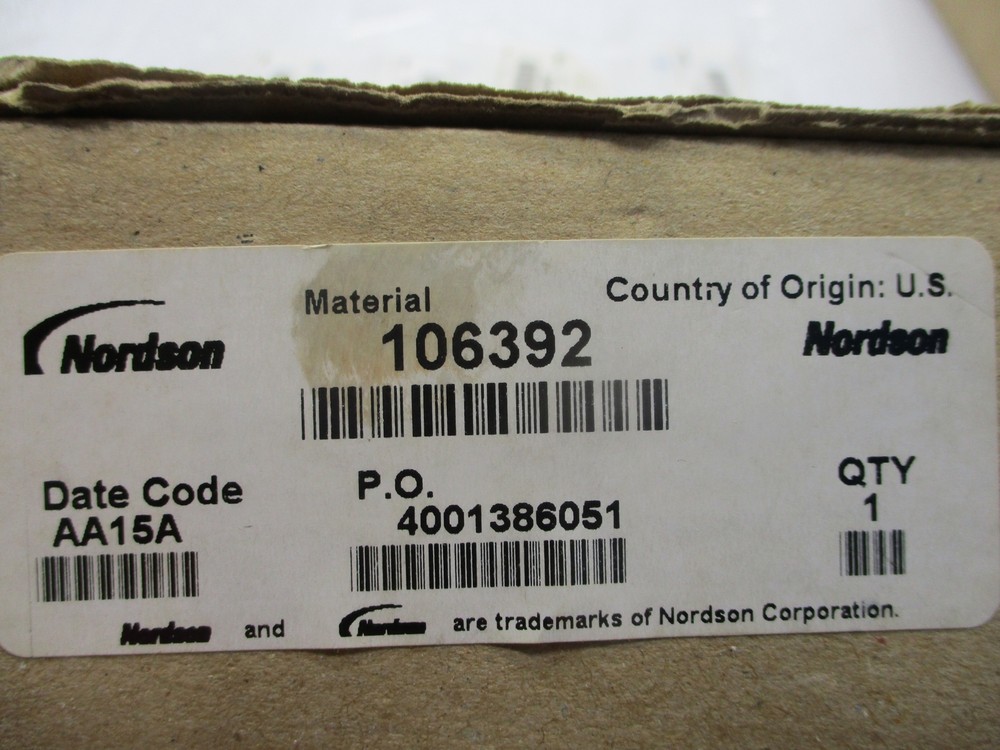 Nordson
Material
106392
Country of Origin: U.S.
Nordson
Date Code
AA15A
P.O.
4001386051
QTY
1
Nordson and Nordson are trademarks of Nordson Corporation.